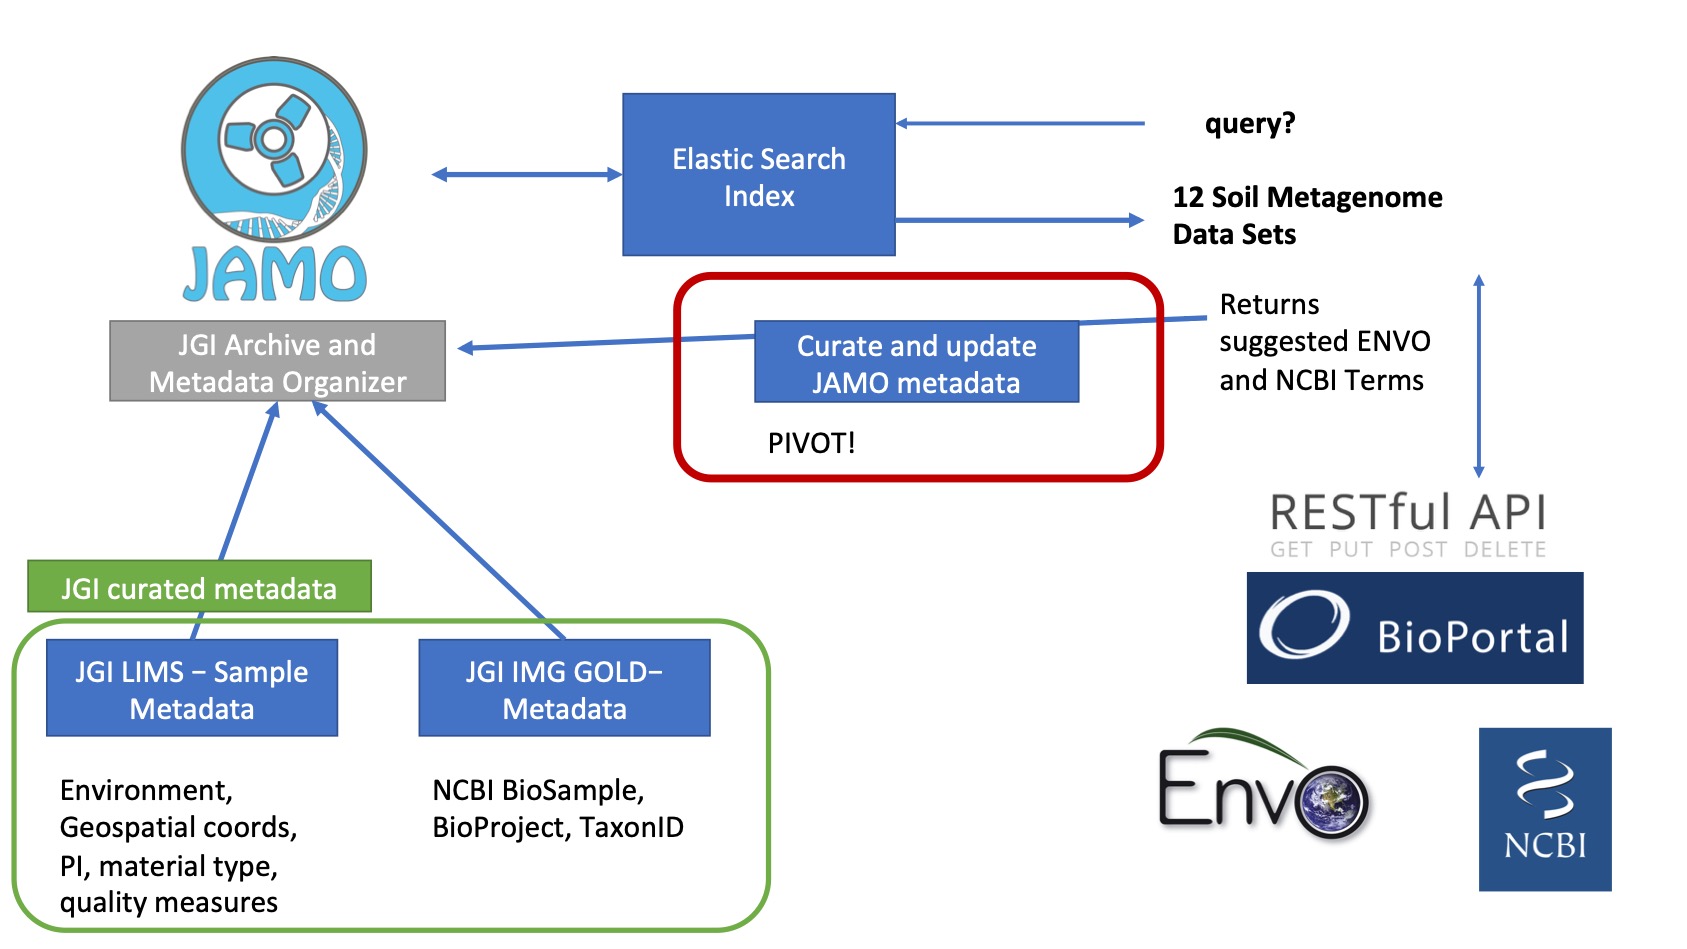 JAMO
JGI Archive and
Metadata Organizer
Elastic Search
Index
query?
12 Soil Metagenome
Data Sets
Returns
suggested ENVO
and NCBI Terms
Curate and update
JAMO metadata
PIVOT!
RESTful API
GET PUT POST DELETE
BioPortal
EnvO
NCBI
JGI curated metadata
JGI LIMS – Sample
Metadata
Environment,
Geospatial coords,
PI, material type,
quality measures
JGI IMG GOLD–
Metadata
NCBI BioSample,
BioProject, TaxonID